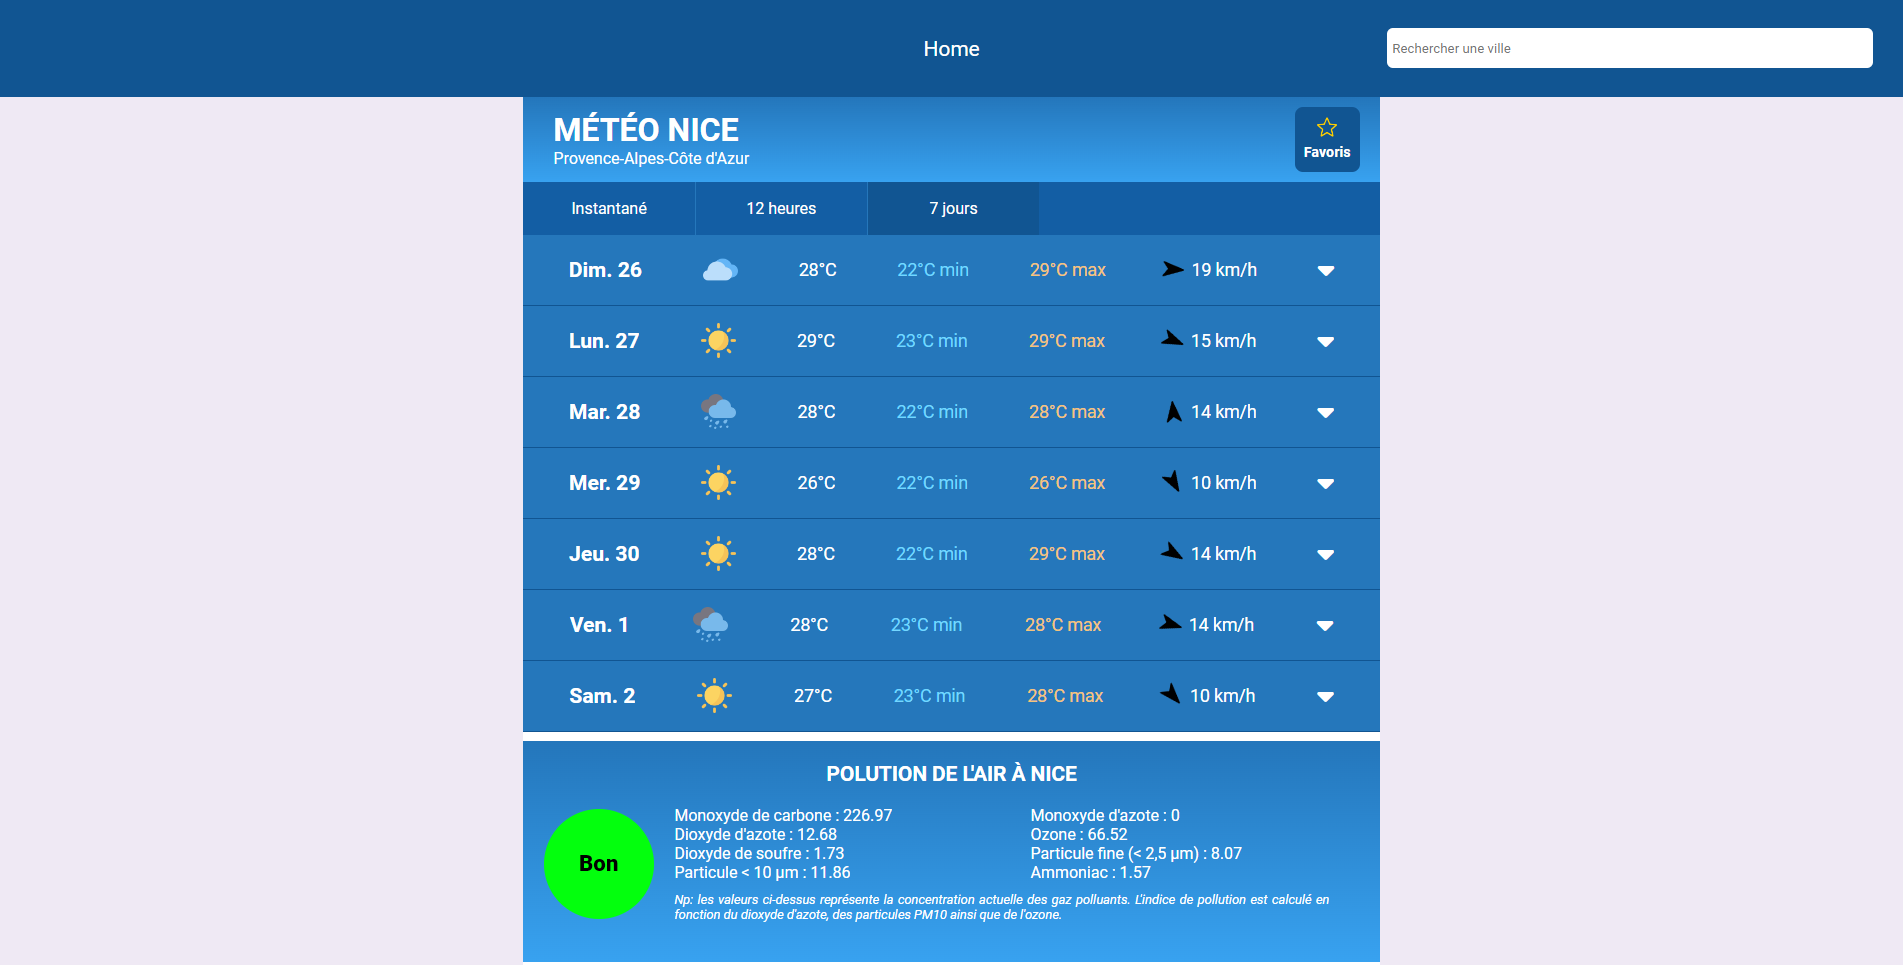 Home
Rechercher une ville
MÉTÉO NICE
Provence-Alpes-Côte d'Azur
Favoris
Instantané 12 heures 7 jours
Dim. 26 28°C 22°C min 29°C max 19 km/h
Lun. 27 29°C 23°C min 29°C max 15 km/h
Mar. 28 28°C 22°C min 28°C max 14 km/h
Mer. 29 26°C 22°C min 26°C max 10 km/h
Jeu. 30 28°C 22°C min 29°C max 14 km/h
Ven. 1 28°C 23°C min 28°C max 14 km/h
Sam. 2 27°C 23°C min 28°C max 10 km/h
POLUTION DE L'AIR À NICE
Bon
Monoxyde de carbone : 226.97
Dioxyde d'azote : 12.68
Dioxyde de soufre : 1.73
Particule < 10 µm : 11.86
Monoxyde d'azote : 0
Ozone : 66.52
Particule fine (< 2,5 µm) : 8.07
Ammoniac : 1.57
Np: les valeurs ci-dessus représente la concentration actuelle des gaz polluants. L'indice de pollution est calculé en
fonction du dioxyde d'azote, des particules PM10 ainsi que de l'ozone.